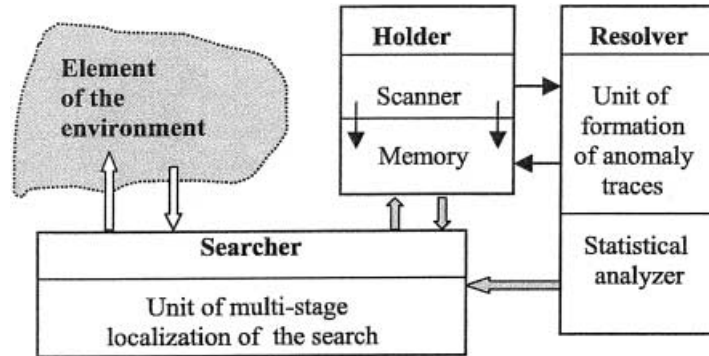 Element
of the
environment
Holder
Scanner
Memory
Resolver
Unit of
formation
of anomaly
traces
Statistical
analyzer
Searcher
Unit of multi-stage
localization of the search